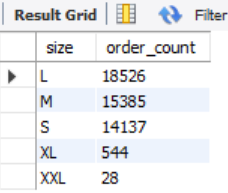 Result Grid Filter
size order_count
L 18526
M 15385
S 14137
XL 544
XXL 28